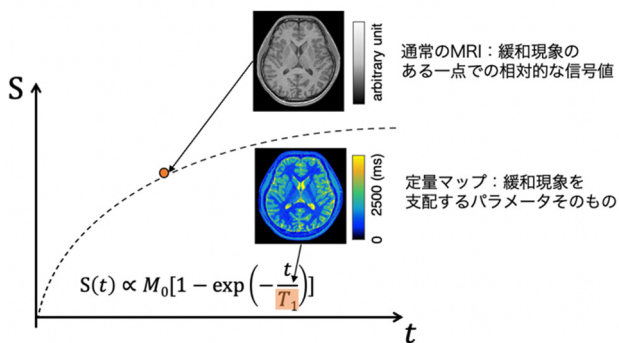 S
arbitrary unit
通常のMRI：緩和現象の
ある一点での相対的な信号値
0 2500 (ms)
定量マップ：緩和現象を
支配するパラメータそのもの
S(t) ∝ M₀[1 − exp(−t/T₁)]
t